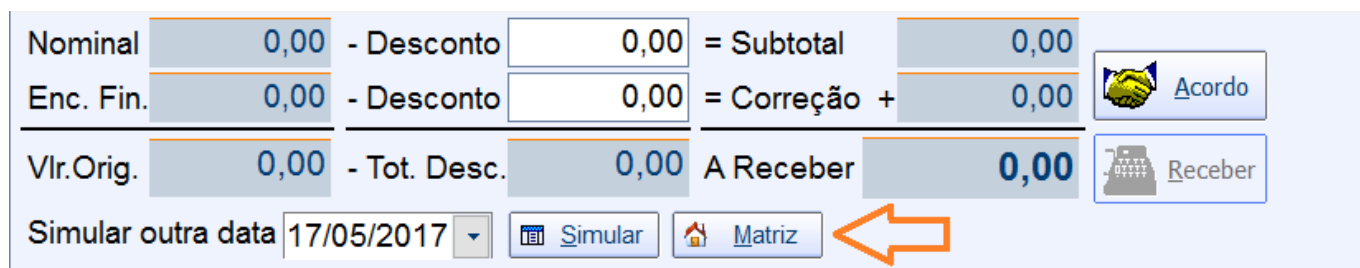 Nominal 0,00 - Desconto 0,00 = Subtotal 0,00
Enc. Fin. 0,00 - Desconto 0,00 = Correção + 0,00 Acordo
Vlr.Orig. 0,00 - Tot. Desc. 0,00 A Receber 0,00 Receber
Simular outra data 17/05/2017 Simular Matriz